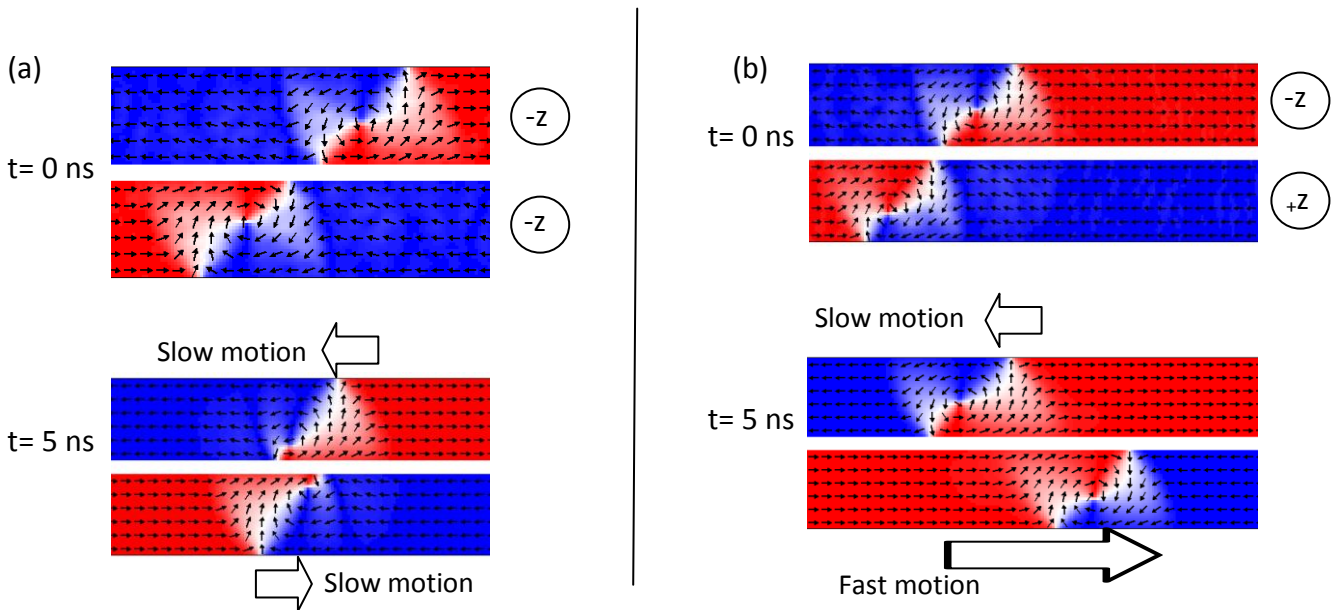 (a)
-z
t= 0 ns
-z
Slow motion
t= 5 ns
Slow motion
(b)
-z
t= 0 ns
+z
Slow motion
t= 5 ns
Fast motion